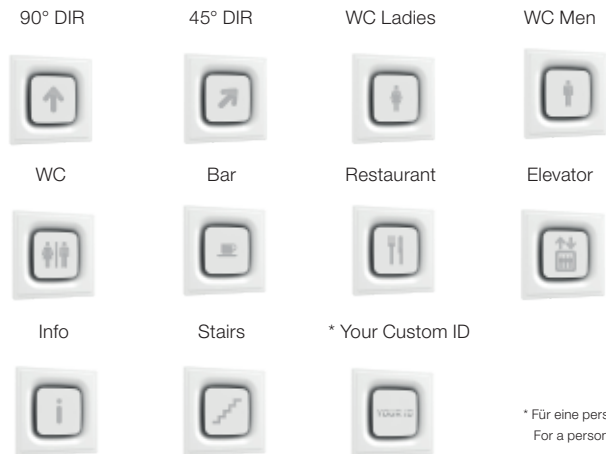 90° DIR
45° DIR
WC Ladies
WC Men
WC
Bar
Restaurant
Elevator
Info
Stairs
* Your Custom ID
i
YOUR ID
* Für eine pers
For a person